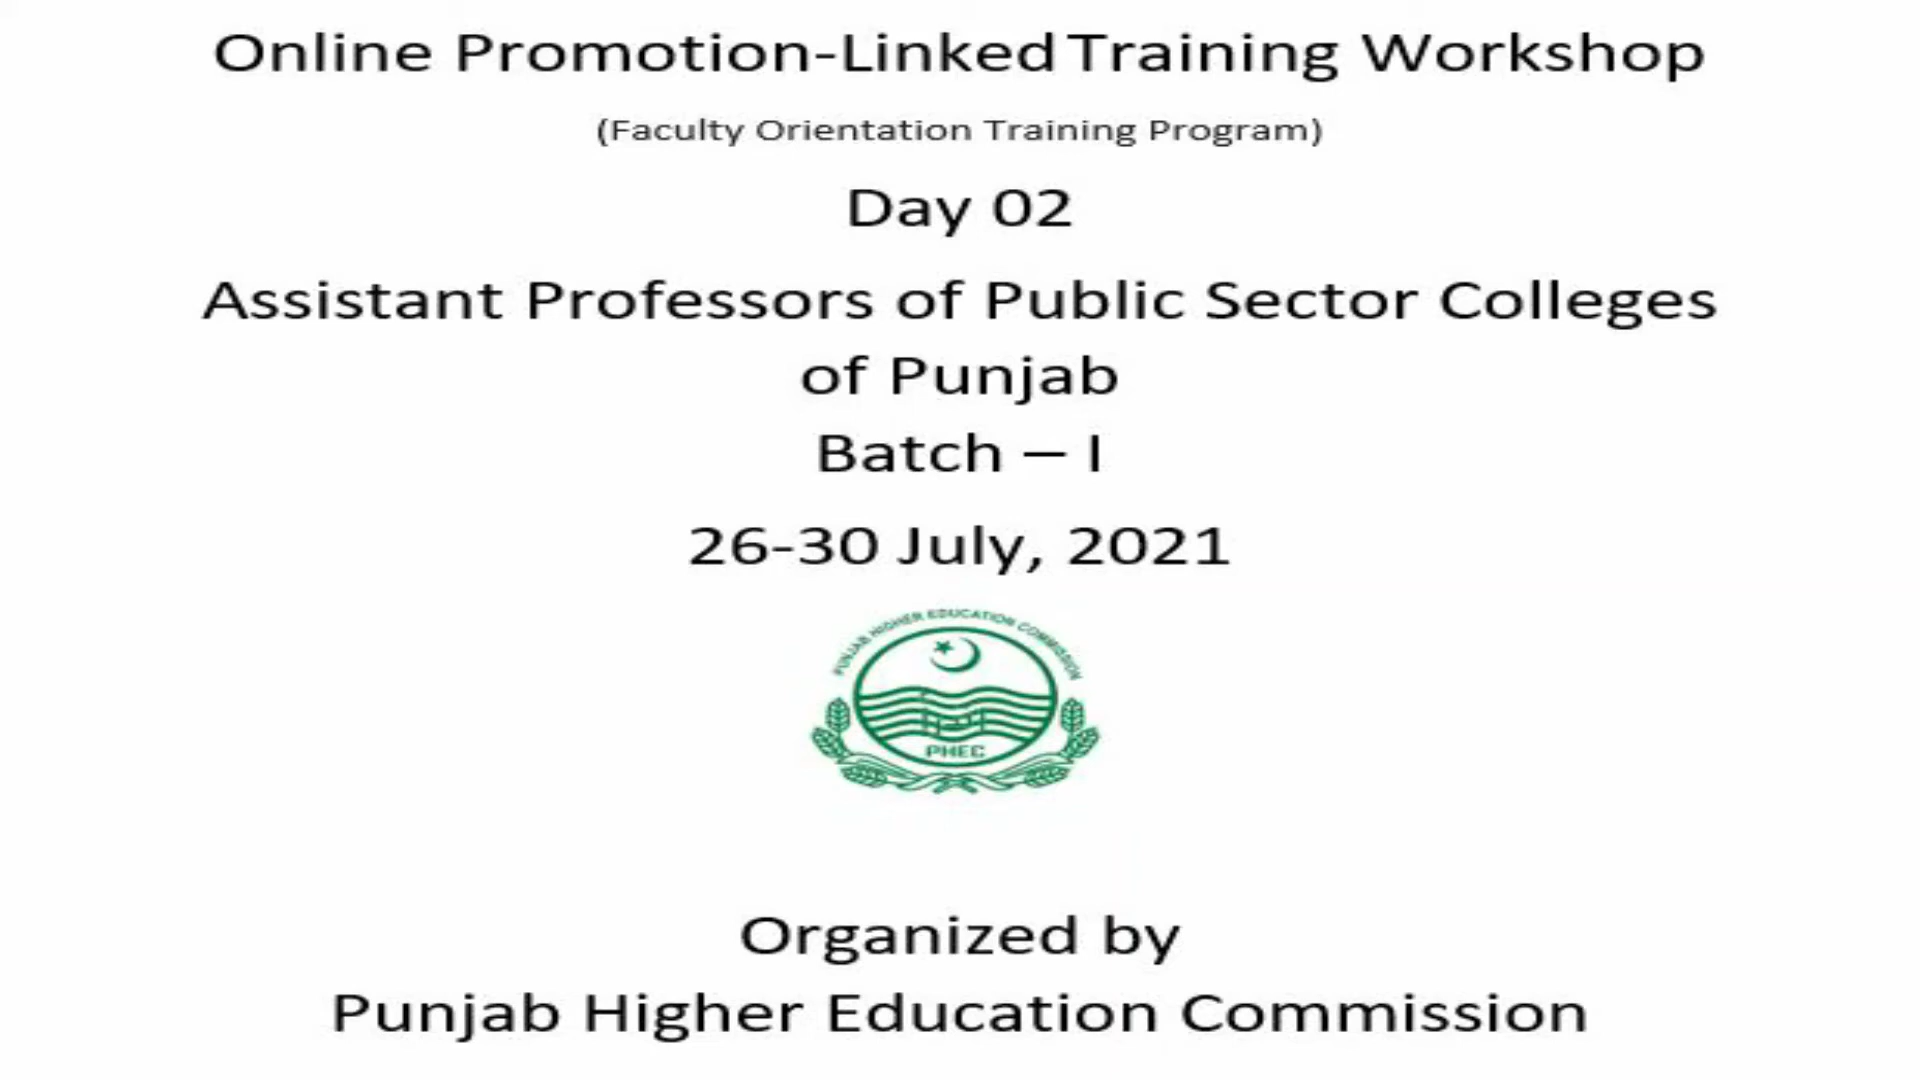 Online Promotion-Linked Training Workshop
(Faculty Orientation Training Program)
Day 02
Assistant Professors of Public Sector Colleges
of Punjab
Batch – I
26-30 July, 2021
PUNJAB HIGHER EDUCATION COMMISSION
PHEC
Organized by
Punjab Higher Education Commission